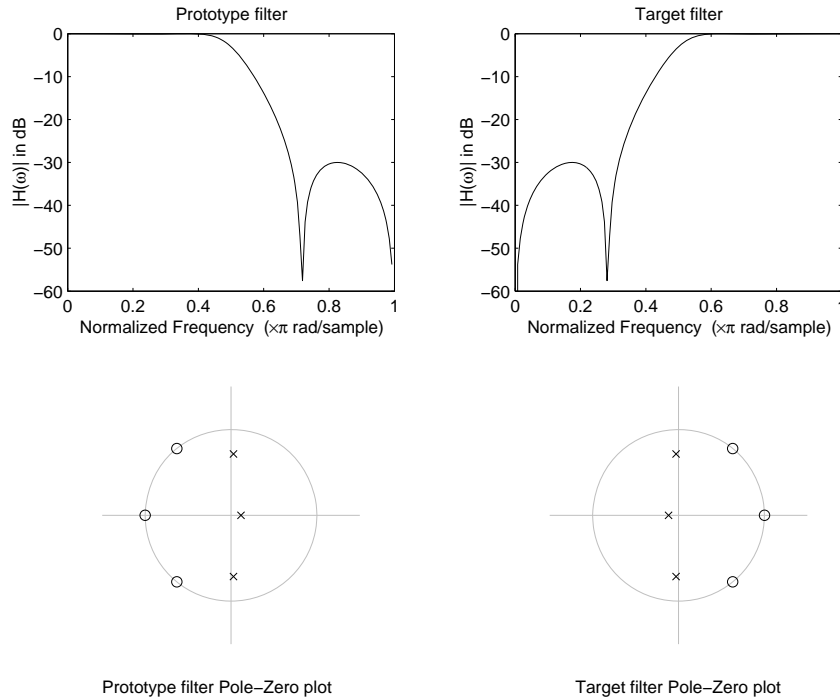 Prototype filter
Target filter
0
−10
−20
−30
−40
−50
−60
|H(ω)| in dB
0 0.2 0.4 0.6 0.8 1
Normalized Frequency (×π rad/sample)
0
−10
−20
−30
−40
−50
−60
|H(ω)| in dB
0 0.2 0.4 0.6 0.8 1
Normalized Frequency (×π rad/sample)
Prototype filter Pole−Zero plot
Target filter Pole−Zero plot